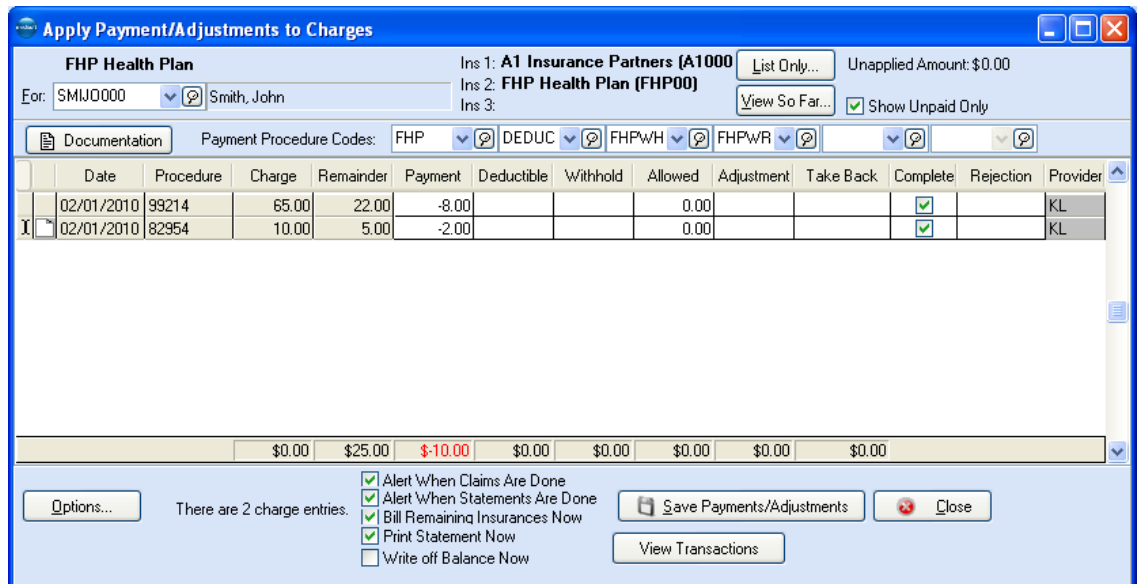 Apply Payment/Adjustments to Charges
FHP Health Plan
Ins 1: A1 Insurance Partners (A1000
List Only...
Unapplied Amount: $0.00
Ins 2: FHP Health Plan (FHP00)
For: SMIJO000 Smith, John
Ins 3:
View So Far...
Show Unpaid Only
Documentation Payment Procedure Codes: FHP DEDUC FHPWH FHPWR
Date Procedure Charge Remainder Payment Deductible Withhold Allowed Adjustment Take Back Complete Rejection Provider
02/01/2010 99214 65.00 22.00 -8.00 0.00 KL
02/01/2010 82954 10.00 5.00 -2.00 0.00 KL
$0.00 $25.00 $-10.00 $0.00 $0.00 $0.00 $0.00 $0.00
Options...
There are 2 charge entries.
Alert When Claims Are Done
Alert When Statements Are Done
Bill Remaining Insurances Now
Print Statement Now
Write off Balance Now
Save Payments/Adjustments
Close
View Transactions